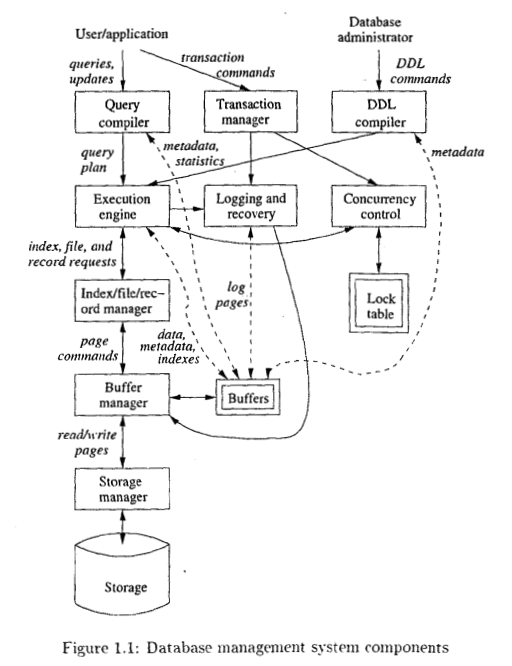 User/application
Database
administrator
queries,
updates
transaction
commands
DDL
commands
Query
compiler
Transaction
manager
DDL
compiler
query
plan
metadata,
statistics
metadata
Execution
engine
Logging and
recovery
Concurrency
control
index, file, and
record requests
Index/file/rec-
ord manager
log
pages
Lock
table
page
commands
data,
metadata,
indexes
Buffer
manager
Buffers
read/write
pages
Storage
manager
Storage
Figure 1.1: Database management system components